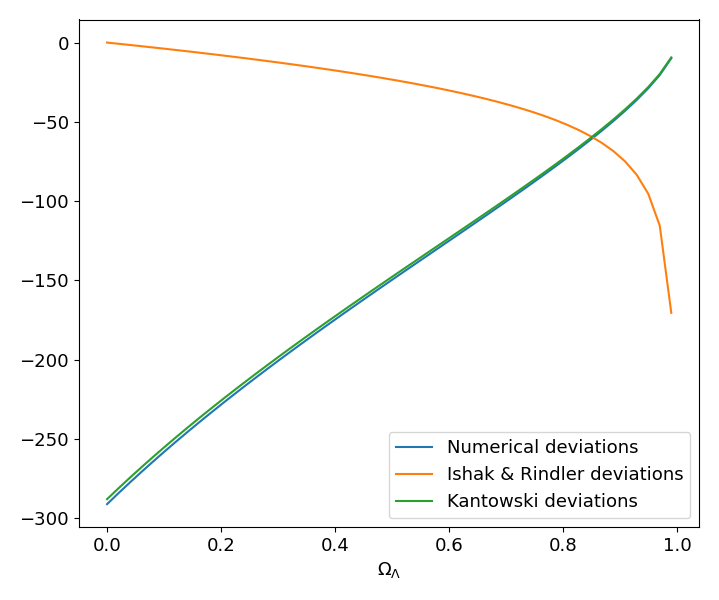 0
−50
−100
−150
−200
−250
−300
0.0 0.2 0.4 0.6 0.8 1.0
Ω_Λ
Numerical deviations
Ishak & Rindler deviations
Kantowski deviations